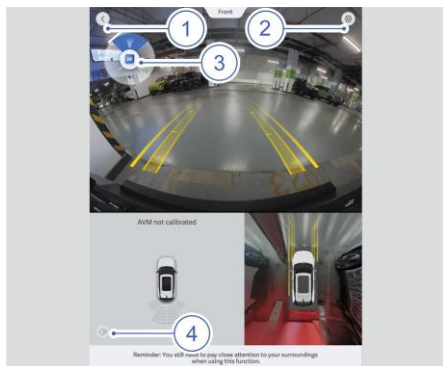 Front
1
2
3
AVM not calibrated
4
Reminder: You still need to pay close attention to your surroundings
when using this function.